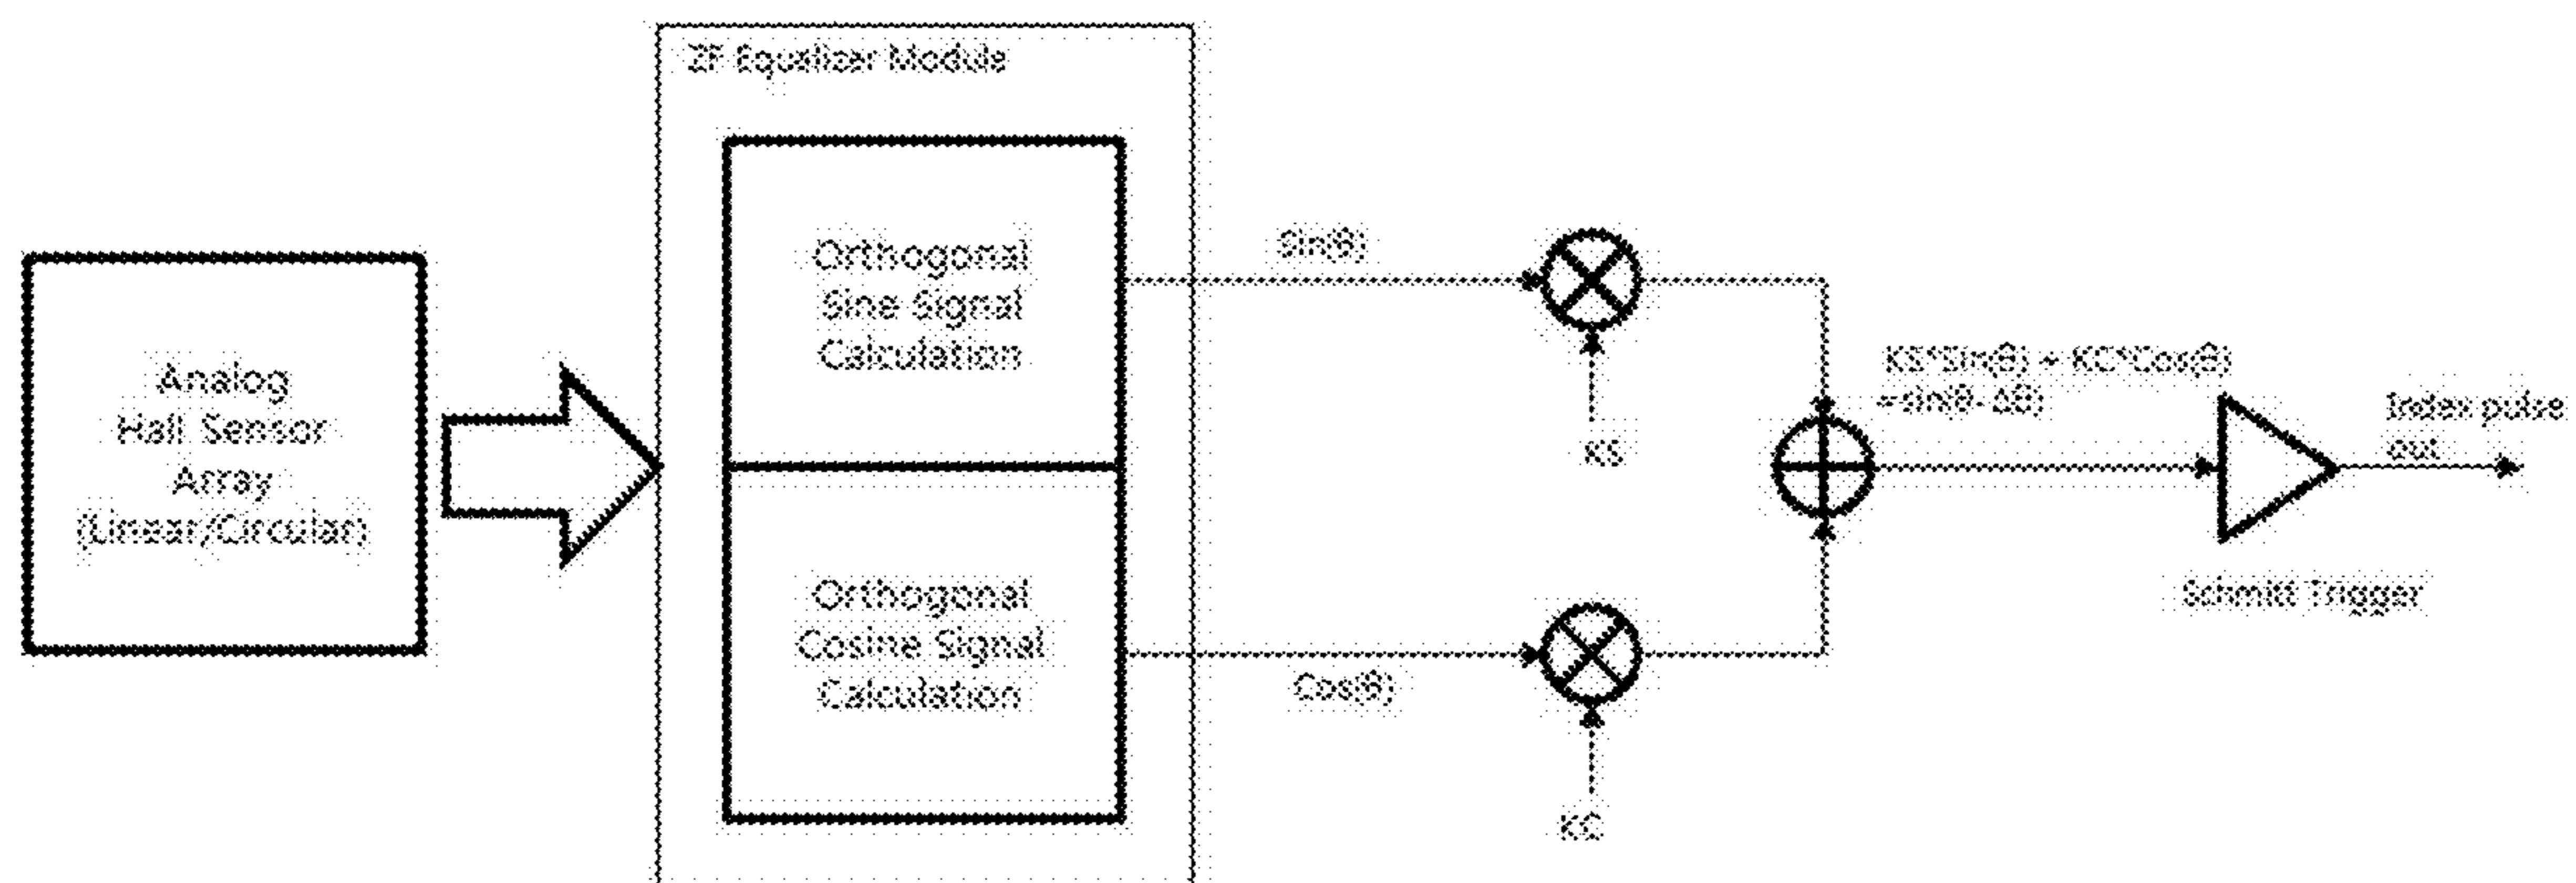 ZF Equalizer Module
Analog
Hall Sensor
Array
(Linear/Circular)
Orthogonal
Sine Signal
Calculation
Orthogonal
Cosine Signal
Calculation
Sin(θ)
KS
Cos(θ)
KC
KS*Sin(θ) + KC*Cos(θ)
=sin(θ-Δθ)
Schmitt Trigger
Index pulse
out